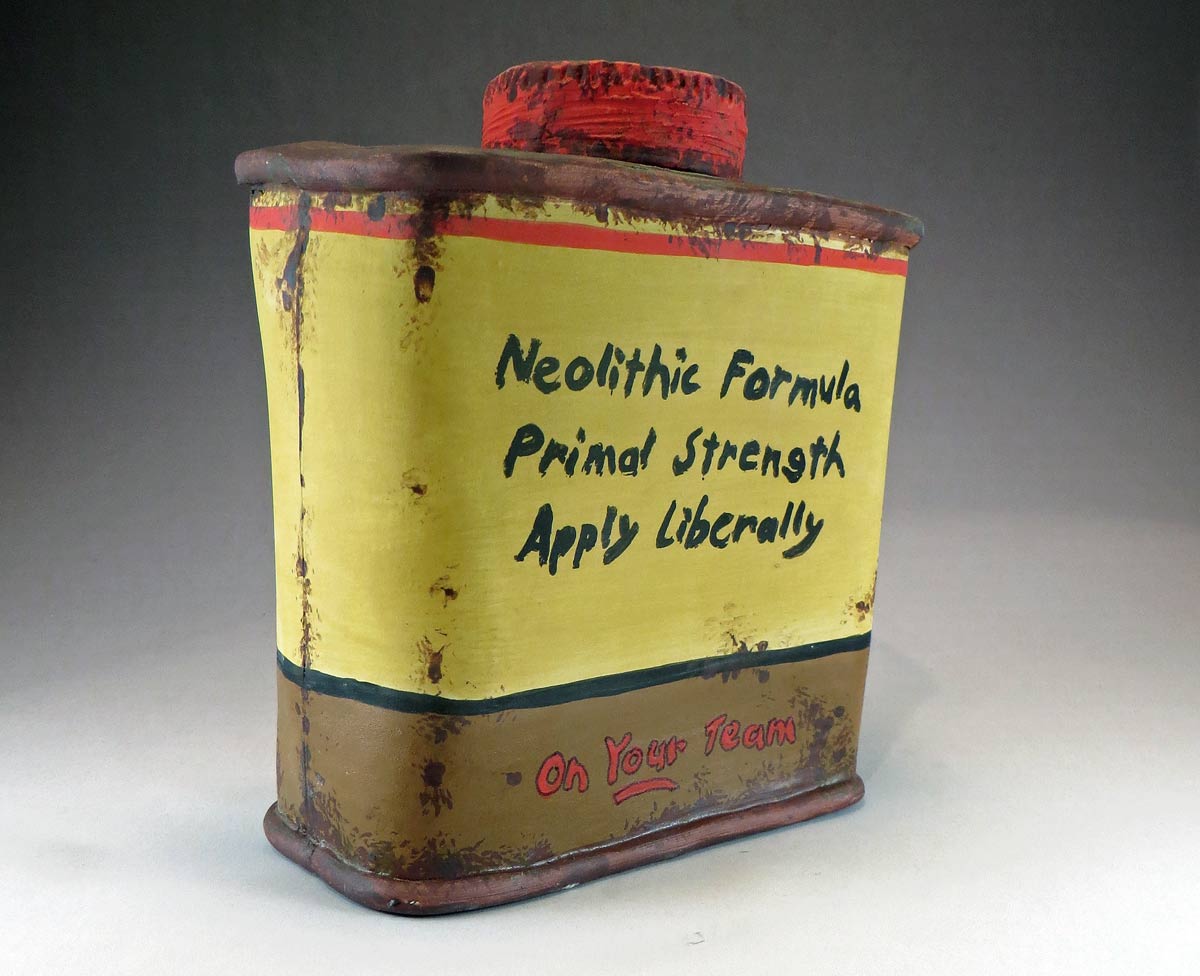 Neolithic Formula
Primal Strength
Apply Liberally
On Your Team